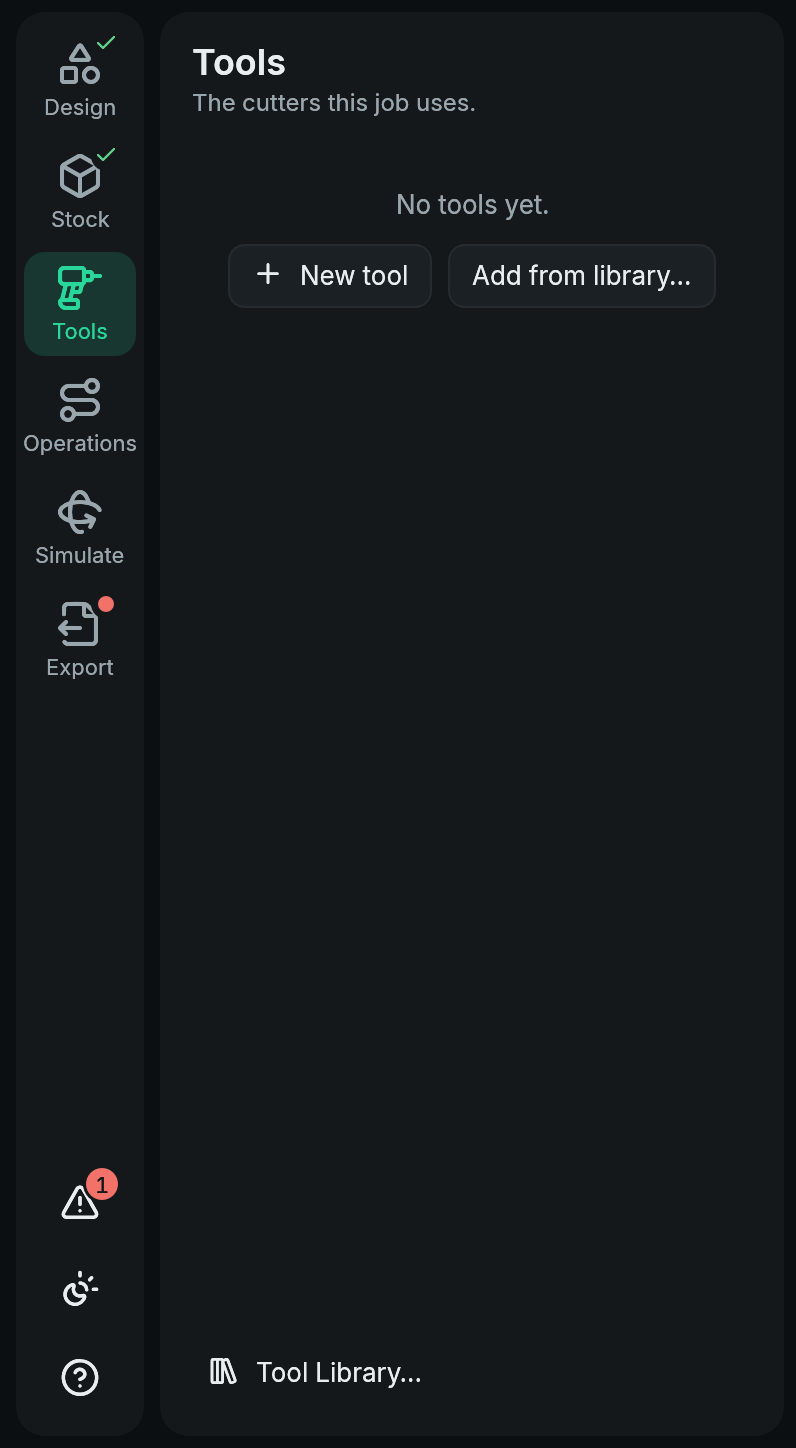 Design
Stock
Tools
Operations
Simulate
Export
1
Tools
The cutters this job uses.
No tools yet.
New tool
Add from library...
Tool Library...